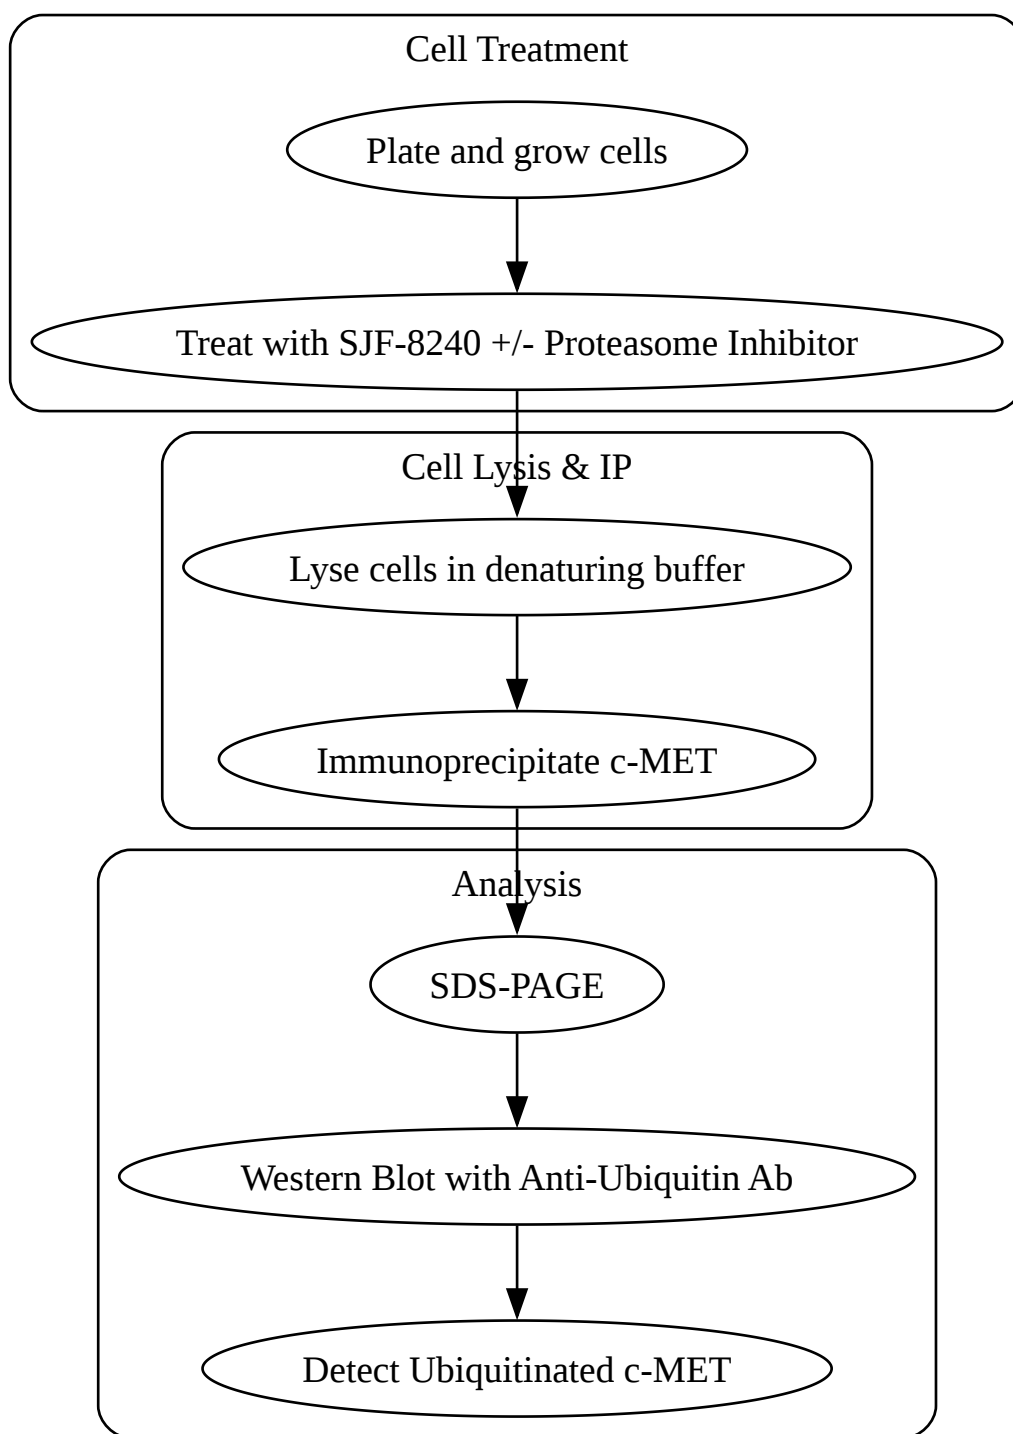 Cell Treatment
Plate and grow cells
Treat with SJF-8240 +/- Proteasome Inhibitor
Cell Lysis & IP
Lyse cells in denaturing buffer
Immunoprecipitate c-MET
Analysis
SDS-PAGE
Western Blot with Anti-Ubiquitin Ab
Detect Ubiquitinated c-MET